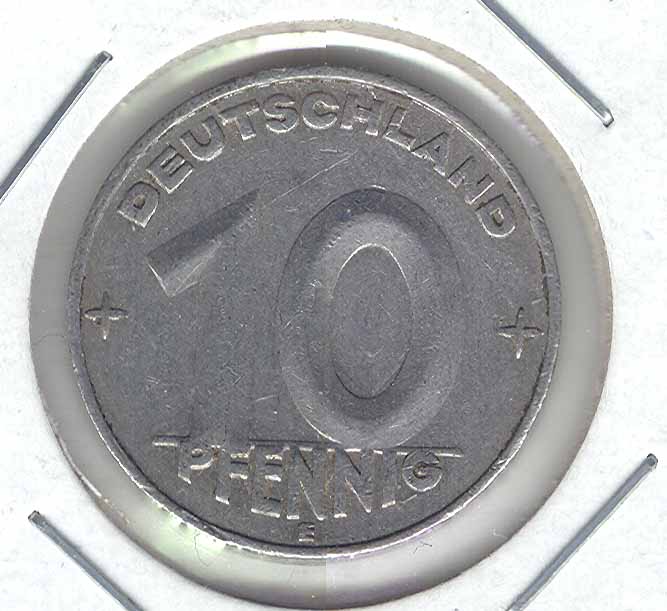 DEUTSCHLAND
10
PFENNIG
E